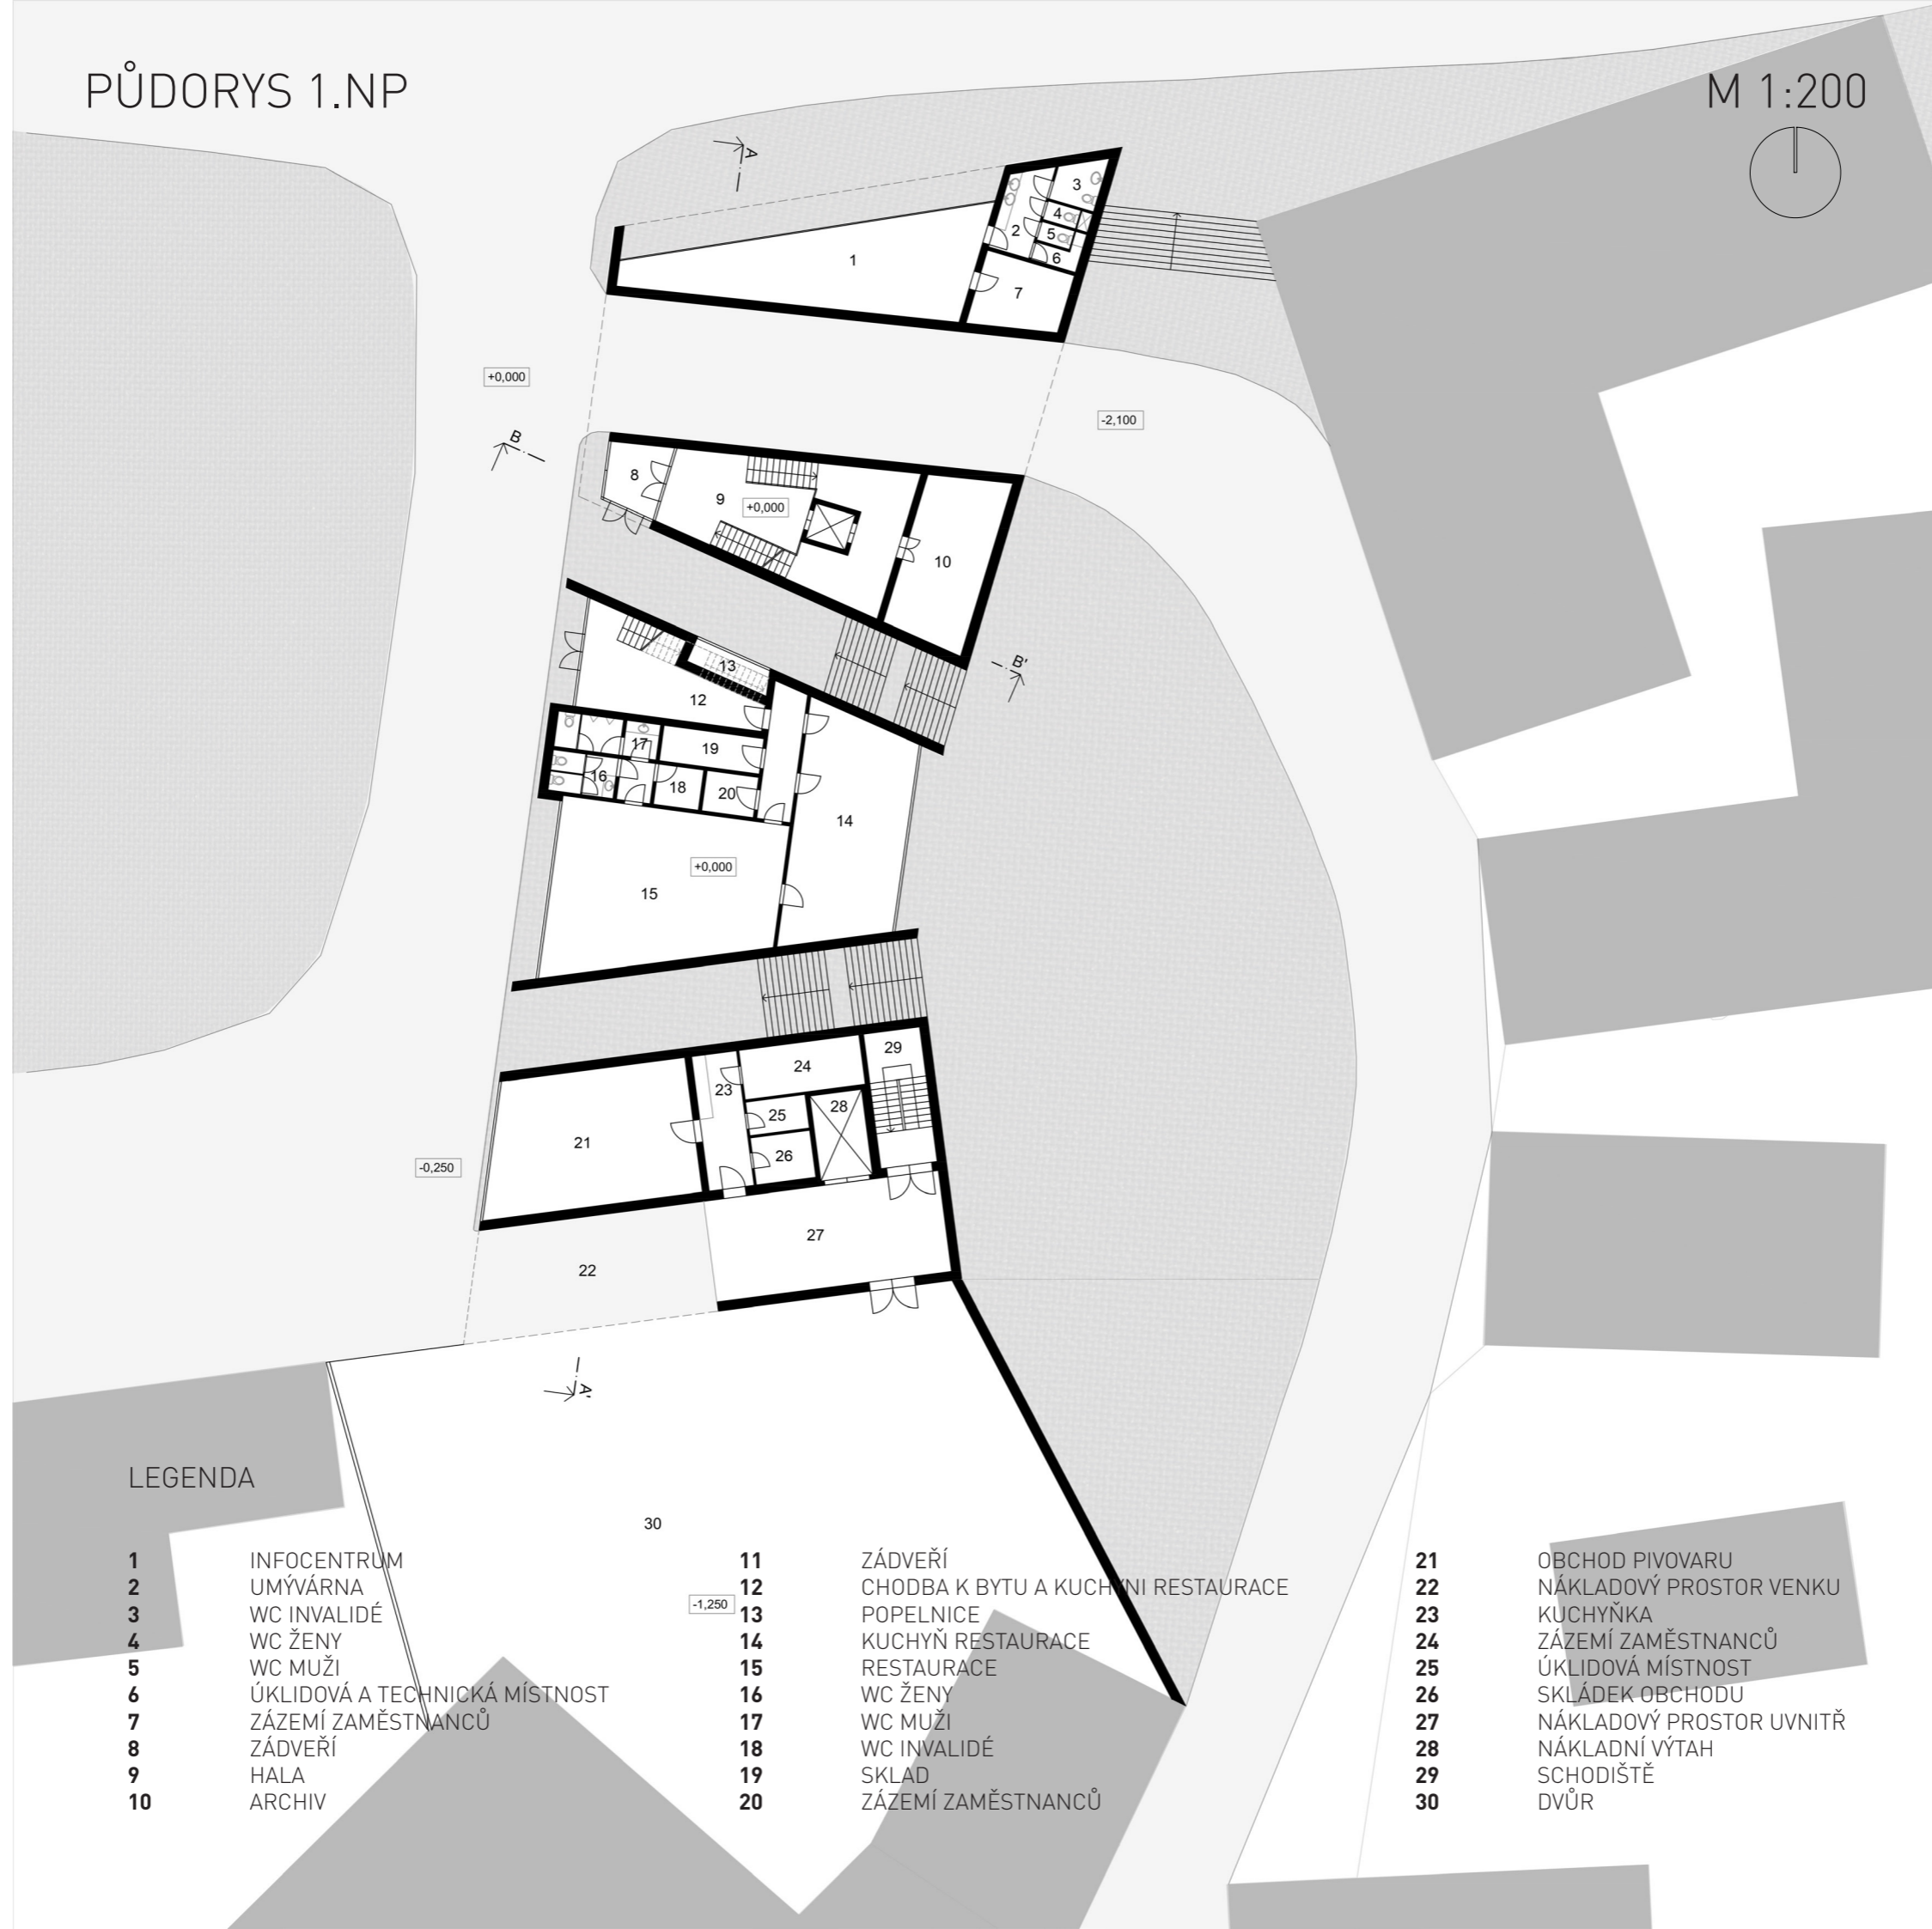 PŮDORYS 1.NP
M 1:200
A
3
4
2
5
1
6
7
+0,000
-2,100
B
8
9
+0,000
10
B'
13
12
17
19
16
18
20
14
+0,000
15
29
24
23
28
25
21
26
-0,250
27
22
A'
LEGENDA
30
-1,250
1 INFOCENTRUM
2 UMÝVÁRNA
3 WC INVALIDÉ
4 WC ŽENY
5 WC MUŽI
6 ÚKLIDOVÁ A TECHNICKÁ MÍSTNOST
7 ZÁZEMÍ ZAMĚSTNANCŮ
8 ZÁDVEŘÍ
9 HALA
10 ARCHIV
11 ZÁDVEŘÍ
12 CHODBA K BYTU A KUCHYNI RESTAURACE
13 POPELNICE
14 KUCHYŇ RESTAURACE
15 RESTAURACE
16 WC ŽENY
17 WC MUŽI
18 WC INVALIDÉ
19 SKLAD
20 ZÁZEMÍ ZAMĚSTNANCŮ
21 OBCHOD PIVOVARU
22 NÁKLADOVÝ PROSTOR VENKU
23 KUCHYŇKA
24 ZÁZEMÍ ZAMĚSTNANCŮ
25 ÚKLIDOVÁ MÍSTNOST
26 SKLÁDEK OBCHODU
27 NÁKLADOVÝ PROSTOR UVNITŘ
28 NÁKLADNÍ VÝTAH
29 SCHODIŠTĚ
30 DVŮR